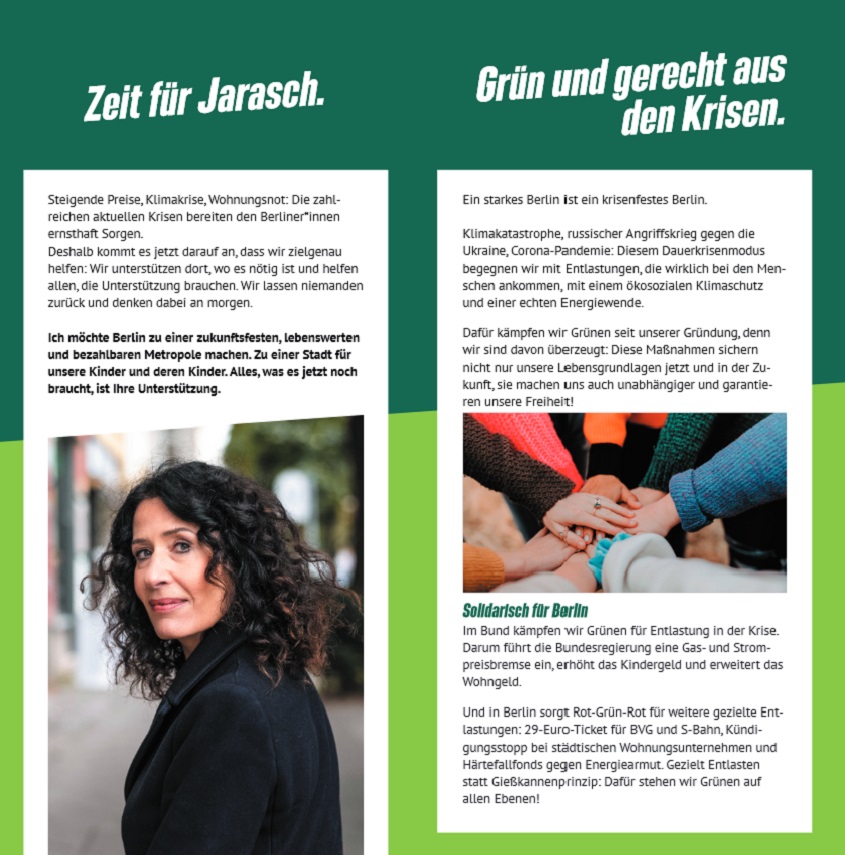 Zeit für Jarasch.
Steigende Preise, Klimakrise, Wohnungsnot: Die zahl-
reichen aktuellen Krisen bereiten den Berliner*innen
ernsthaft Sorgen.
Deshalb kommt es jetzt darauf an, dass wir zielgenau
helfen: Wir unterstützen dort, wo es nötig ist und helfen
allen, die Unterstützung brauchen. Wir lassen niemanden
zurück und denken dabei an morgen.
Ich möchte Berlin zu einer zukunftsfesten, lebenswerten
und bezahlbaren Metropole machen. Zu einer Stadt für
unsere Kinder und deren Kinder. Alles, was es jetzt noch
braucht, ist Ihre Unterstützung.
Grün und gerecht aus
den Krisen.
Ein starkes Berlin ist ein krisenfestes Berlin.
Klimakatastrophe, russischer Angriffskrieg gegen die
Ukraine, Corona-Pandemie: Diesem Dauerkrisenmodus
begegnen wir mit Entlastungen, die wirklich bei den Men-
schen ankommen, mit einem ökosozialen Klimaschutz
und einer echten Energiewende.
Dafür kämpfen wir Grünen seit unserer Gründung, denn
wir sind davon überzeugt: Diese Maßnahmen sichern
nicht nur unsere Lebensgrundlagen jetzt und in der Zu-
kunft, sie machen uns auch unabhängiger und garantie-
ren unsere Freiheit!
Solidarisch für Berlin
Im Bund kämpfen wir Grünen für Entlastung in der Krise.
Darum führt die Bundesregierung eine Gas- und Strom-
preisbremse ein, erhöht das Kindergeld und erweitert das
Wohngeld.
Und in Berlin sorgt Rot-Grün-Rot für weitere gezielte Ent-
lastungen: 29-Euro-Ticket für BVG und S-Bahn, Kündi-
gungsstopp bei städtischen Wohnungsunternehmen und
Härtefallfonds gegen Energiearmut. Gezielt Entlasten
statt Gießkannenprinzip: Dafür stehen wir Grünen auf
allen Ebenen!